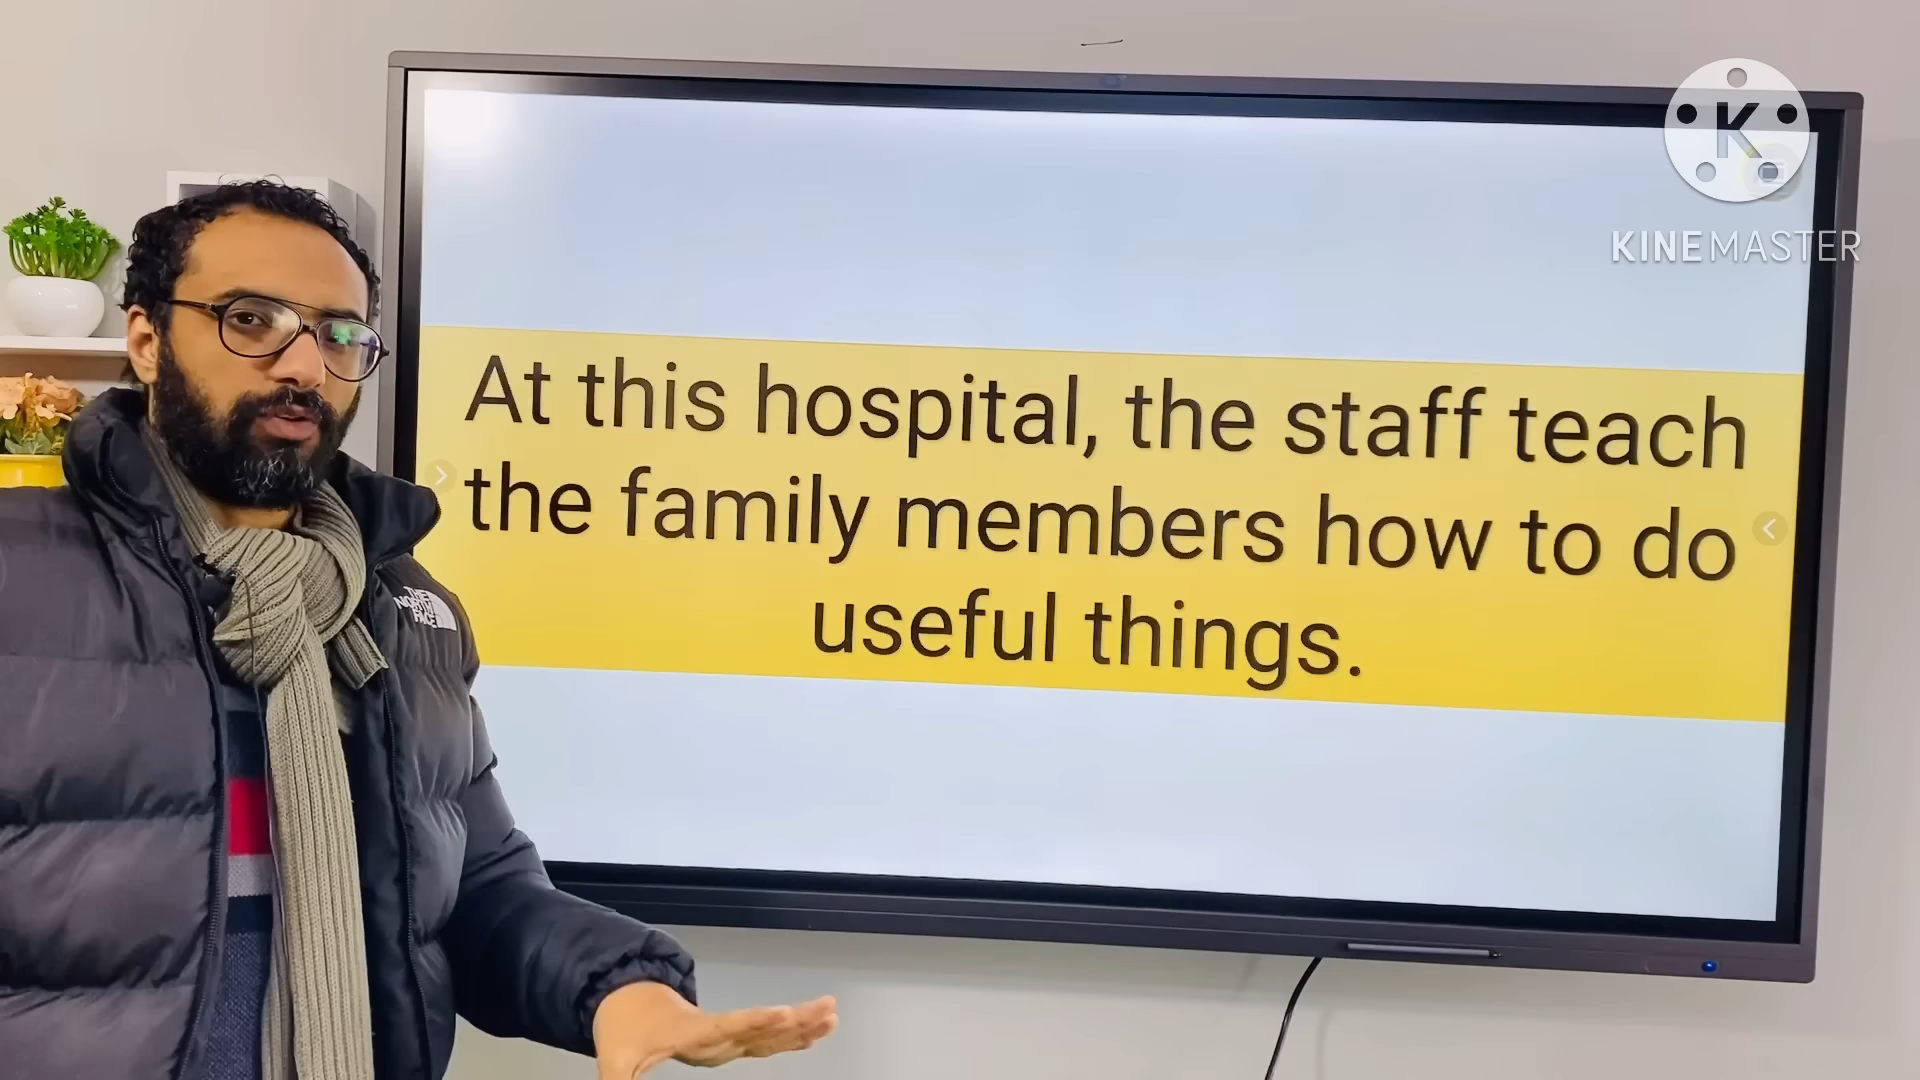 At this hospital, the staff teach
the family members how to do
useful things.
K
KINEMASTER
THE
NORTH
FACE